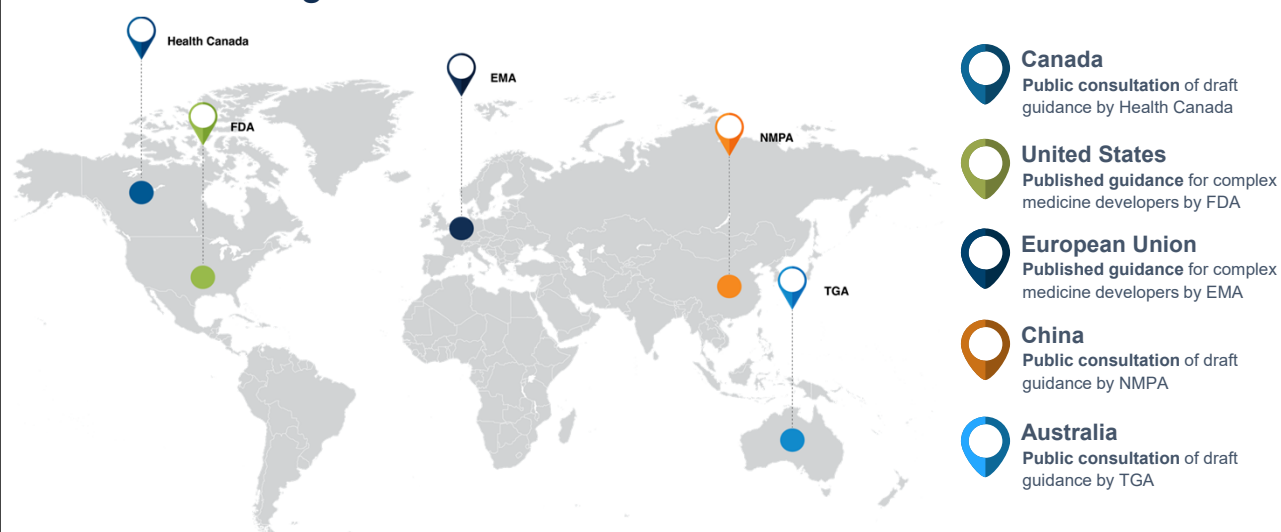 Health Canada
FDA
EMA
NMPA
TGA
Canada
Public consultation of draft
guidance by Health Canada
United States
Published guidance for complex
medicine developers by FDA
European Union
Published guidance for complex
medicine developers by EMA
China
Public consultation of draft
guidance by NMPA
Australia
Public consultation of draft
guidance by TGA